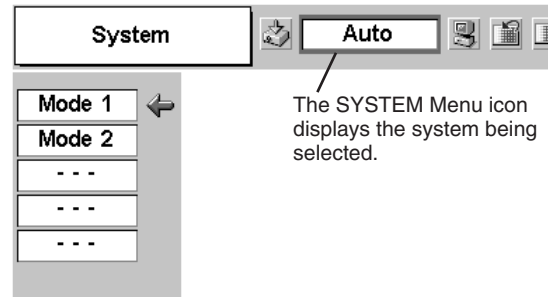 System
Auto
Mode 1
Mode 2
- - -
- - -
- - -
The SYSTEM Menu icon
displays the system being
selected.